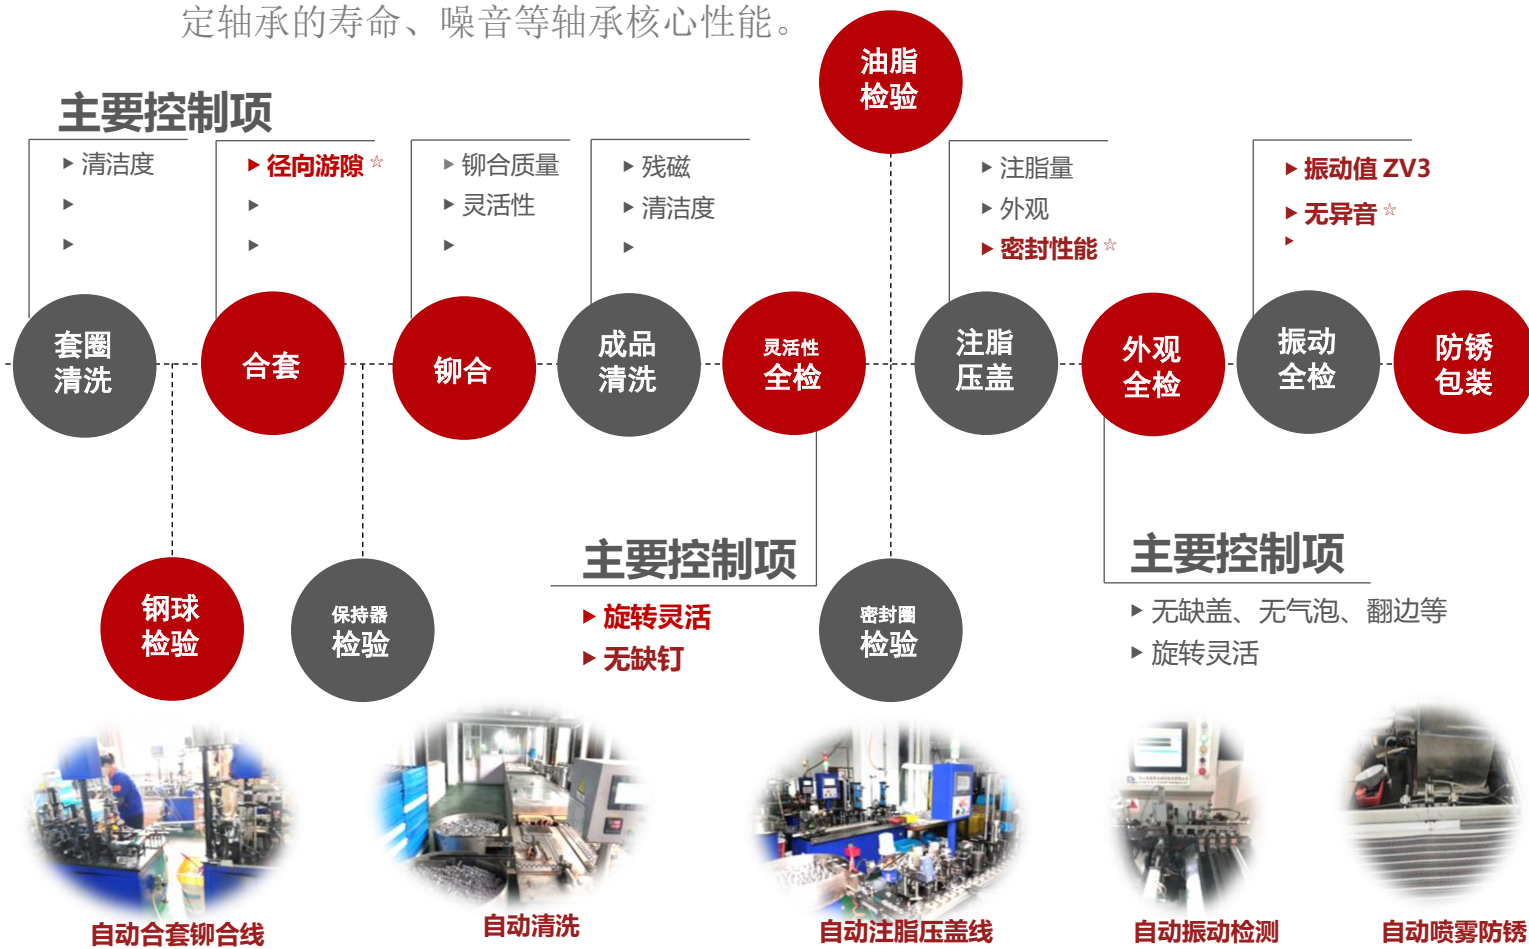 定轴承的寿命、噪音等轴承核心性能。
油脂
检验
主要控制项
清洁度
径向游隙☆
铆合质量
灵活性
残磁
清洁度
注脂量
外观
密封性能☆
振动值 ZV3
无异音☆
套圈
清洗
合套
铆合
成品
清洗
灵活性
全检
注脂
压盖
外观
全检
振动
全检
防锈
包装
钢球
检验
保持器
检验
主要控制项
旋转灵活
无缺钉
密封圈
检验
主要控制项
无缺盖、无气泡、翻边等
旋转灵活
自动合套铆合线
自动清洗
自动注脂压盖线
自动振动检测
自动喷雾防锈